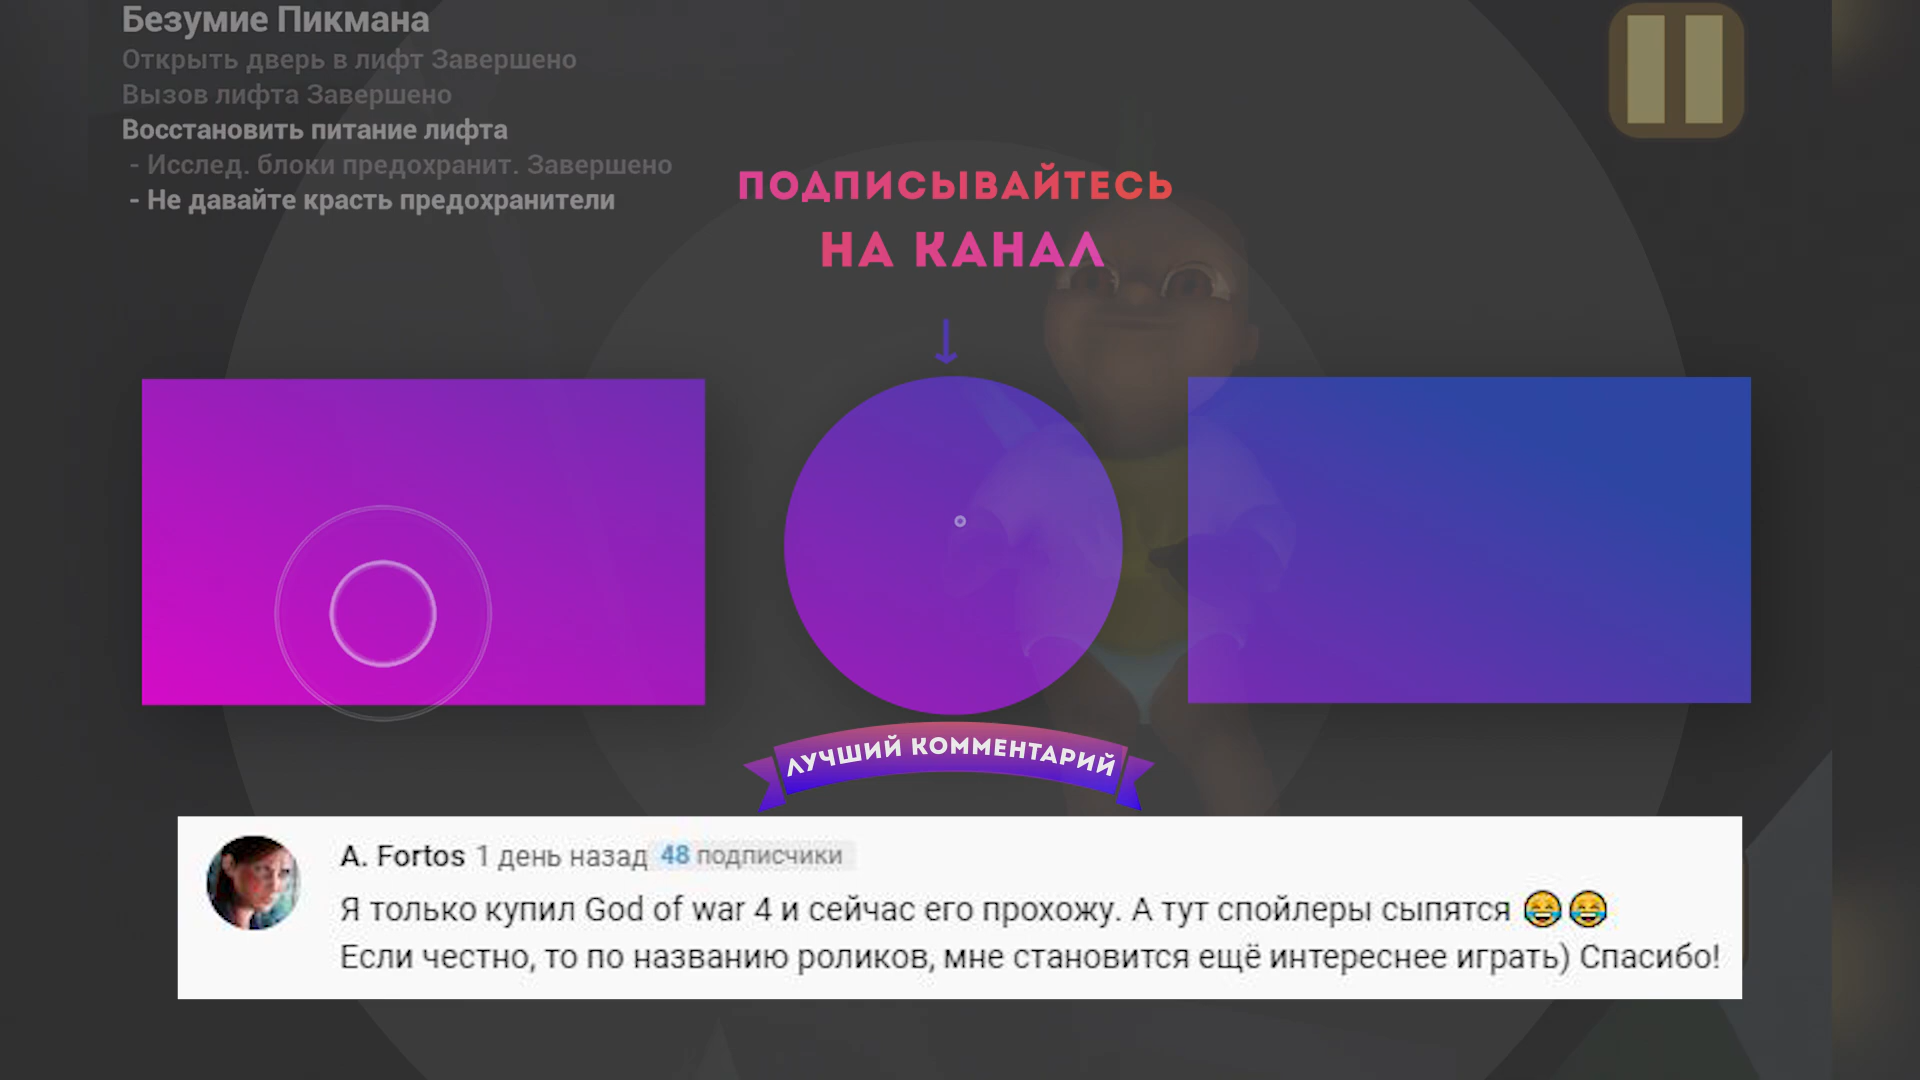 Безумие Пикмана
Открыть дверь в лифт Завершено
Вызов лифта Завершено
Восстановить питание лифта
- Исслед. блоки предохранит. Завершено
- Не давайте красть предохранители
ПОДПИСЫВАЙТЕСЬ
НА КАНАЛ
ЛУЧШИЙ КОММЕНТАРИЙ
A. Fortos 1 день назад 48 подписчики
Я только купил God of war 4 и сейчас его прохожу. А тут спойлеры сыпятся 😂😂
Если честно, то по названию роликов, мне становится ещё интереснее играть) Спасибо!